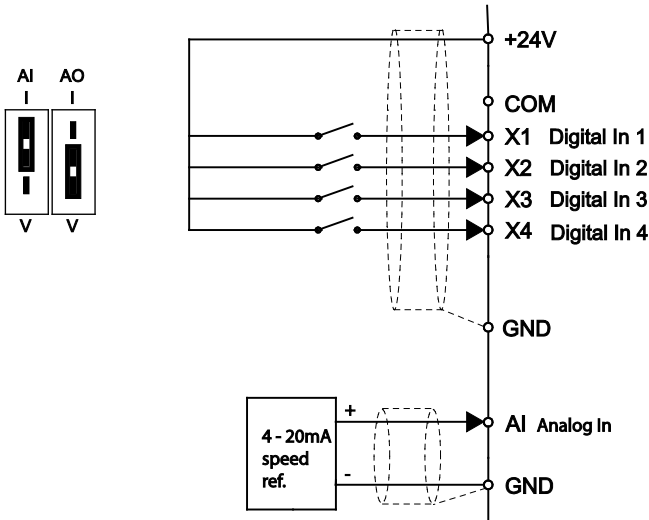 +24V
AI AO
I I
COM
X1 Digital In 1
X2 Digital In 2
X3 Digital In 3
X4 Digital In 4
V V
GND
+
4 - 20mA
speed
ref.
AI Analog In
-
GND